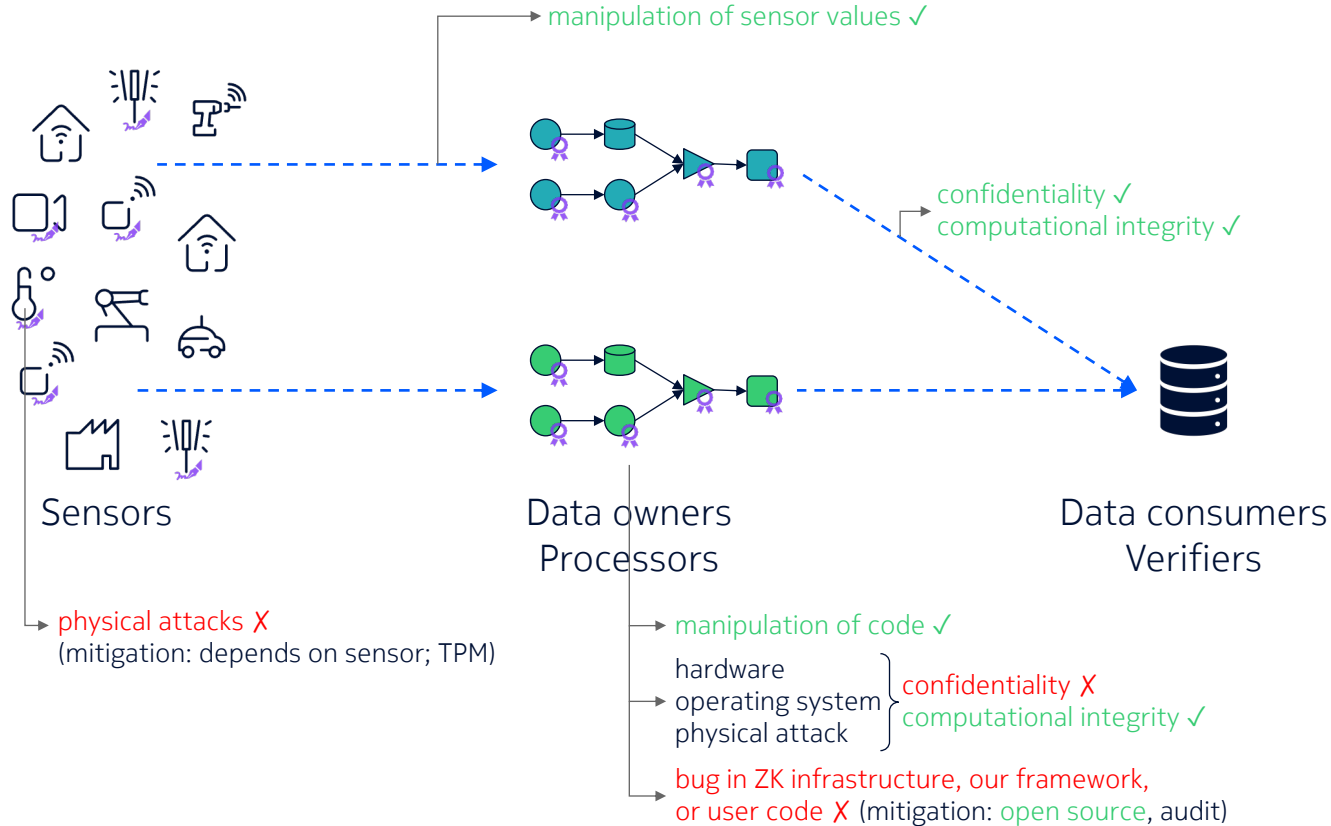 manipulation of sensor values ✓
confidentiality ✓
computational integrity ✓
Sensors
Data owners
Processors
Data consumers
Verifiers
physical attacks ✗
(mitigation: depends on sensor; TPM)
manipulation of code ✓
hardware
operating system
physical attack
confidentiality ✗
computational integrity ✓
bug in ZK infrastructure, our framework,
or user code ✗ (mitigation: open source, audit)